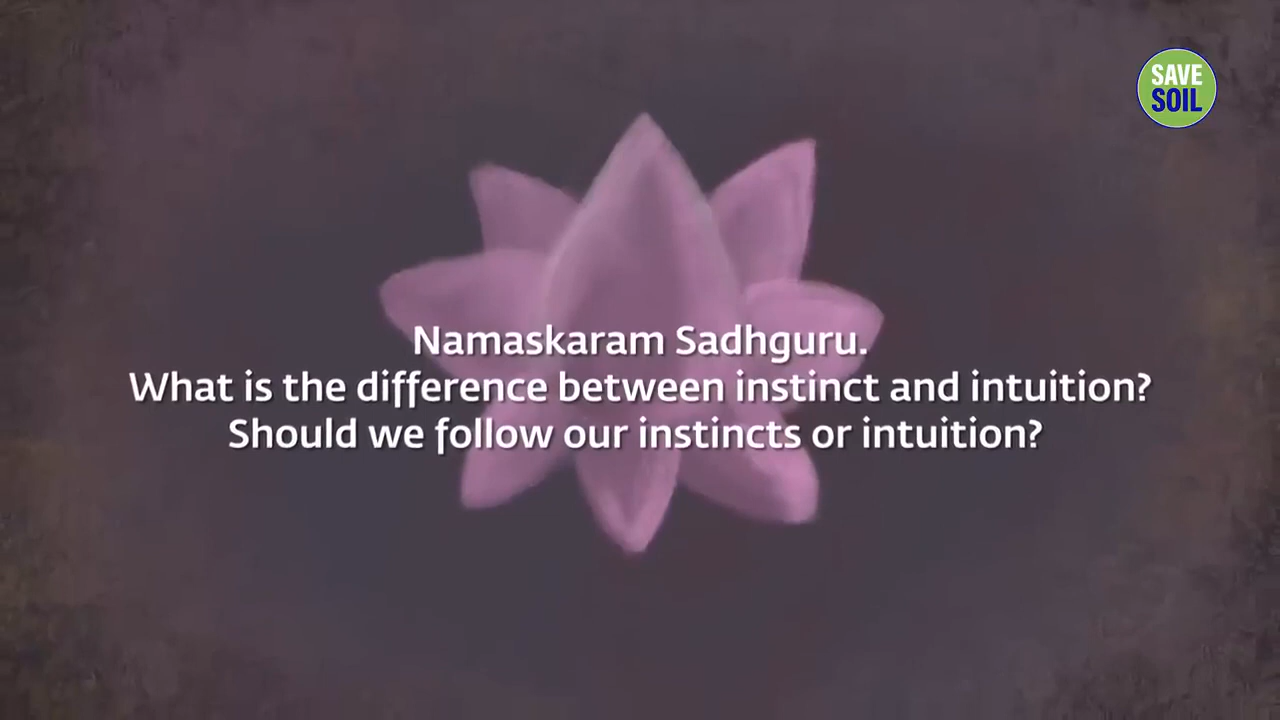 SAVE
SOIL
Namaskaram Sadhguru.
What is the difference between instinct and intuition?
Should we follow our instincts or intuition?